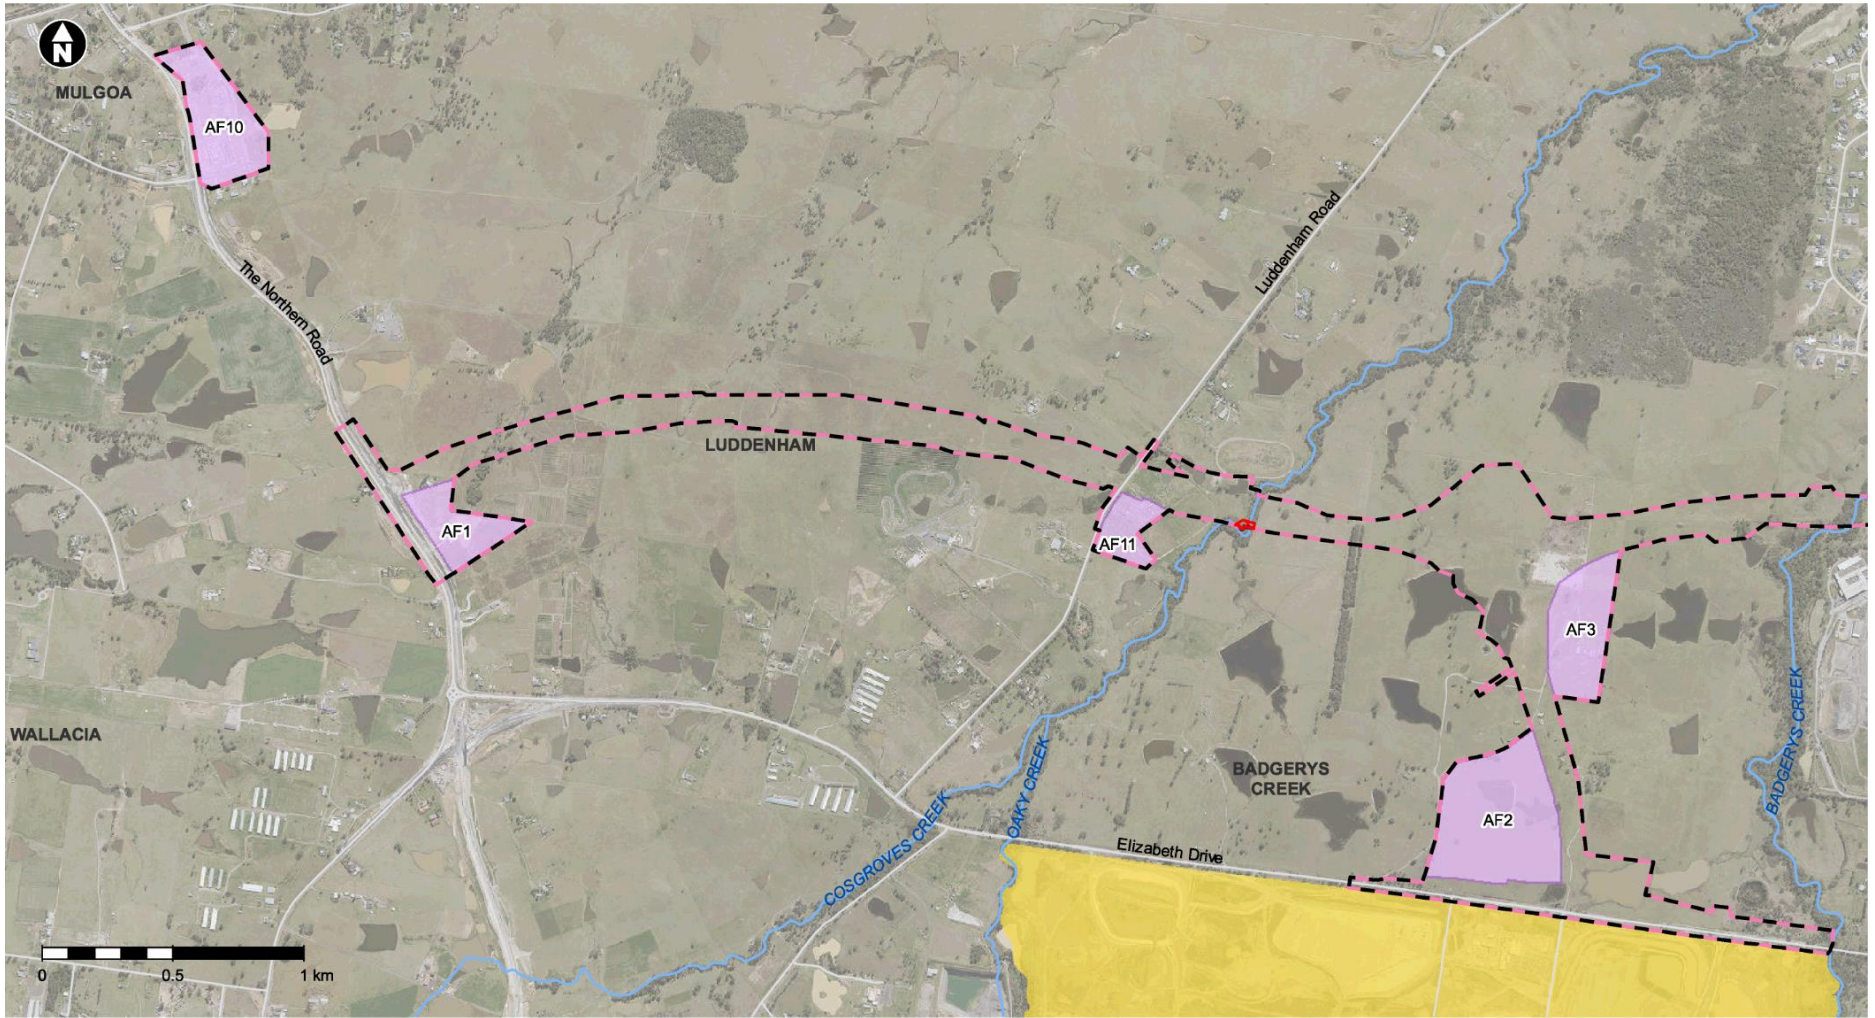 N
MULGOA
AF10
Luddenham Road
The Northern Road
LUDDENHAM
AF1
AF11
AF3
WALLACIA
BADGERYS
CREEK
BADGERYS CREEK
OAKY CREEK
COSGROVES CREEK
AF2
Elizabeth Drive
0 0.5 1 km